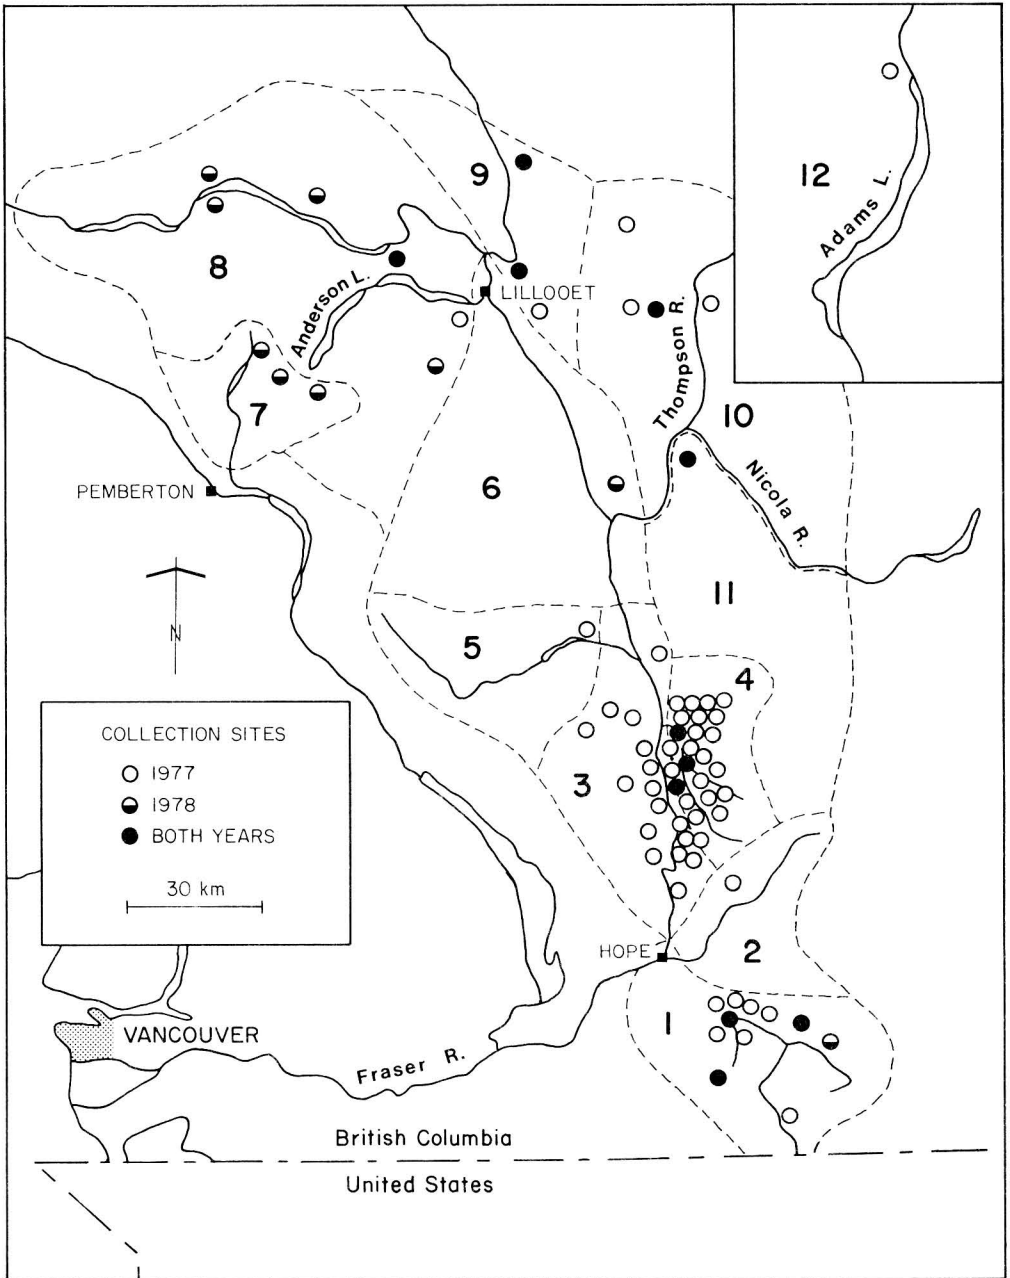 12
Adams L.
9
8
LILLOOET
Anderson L.
Thompson R.
7
10
6
PEMBERTON
Nicola R.
N
11
5
4
COLLECTION SITES
1977
1978
BOTH YEARS
30 km
3
HOPE
2
1
VANCOUVER
Fraser R.
British Columbia
United States